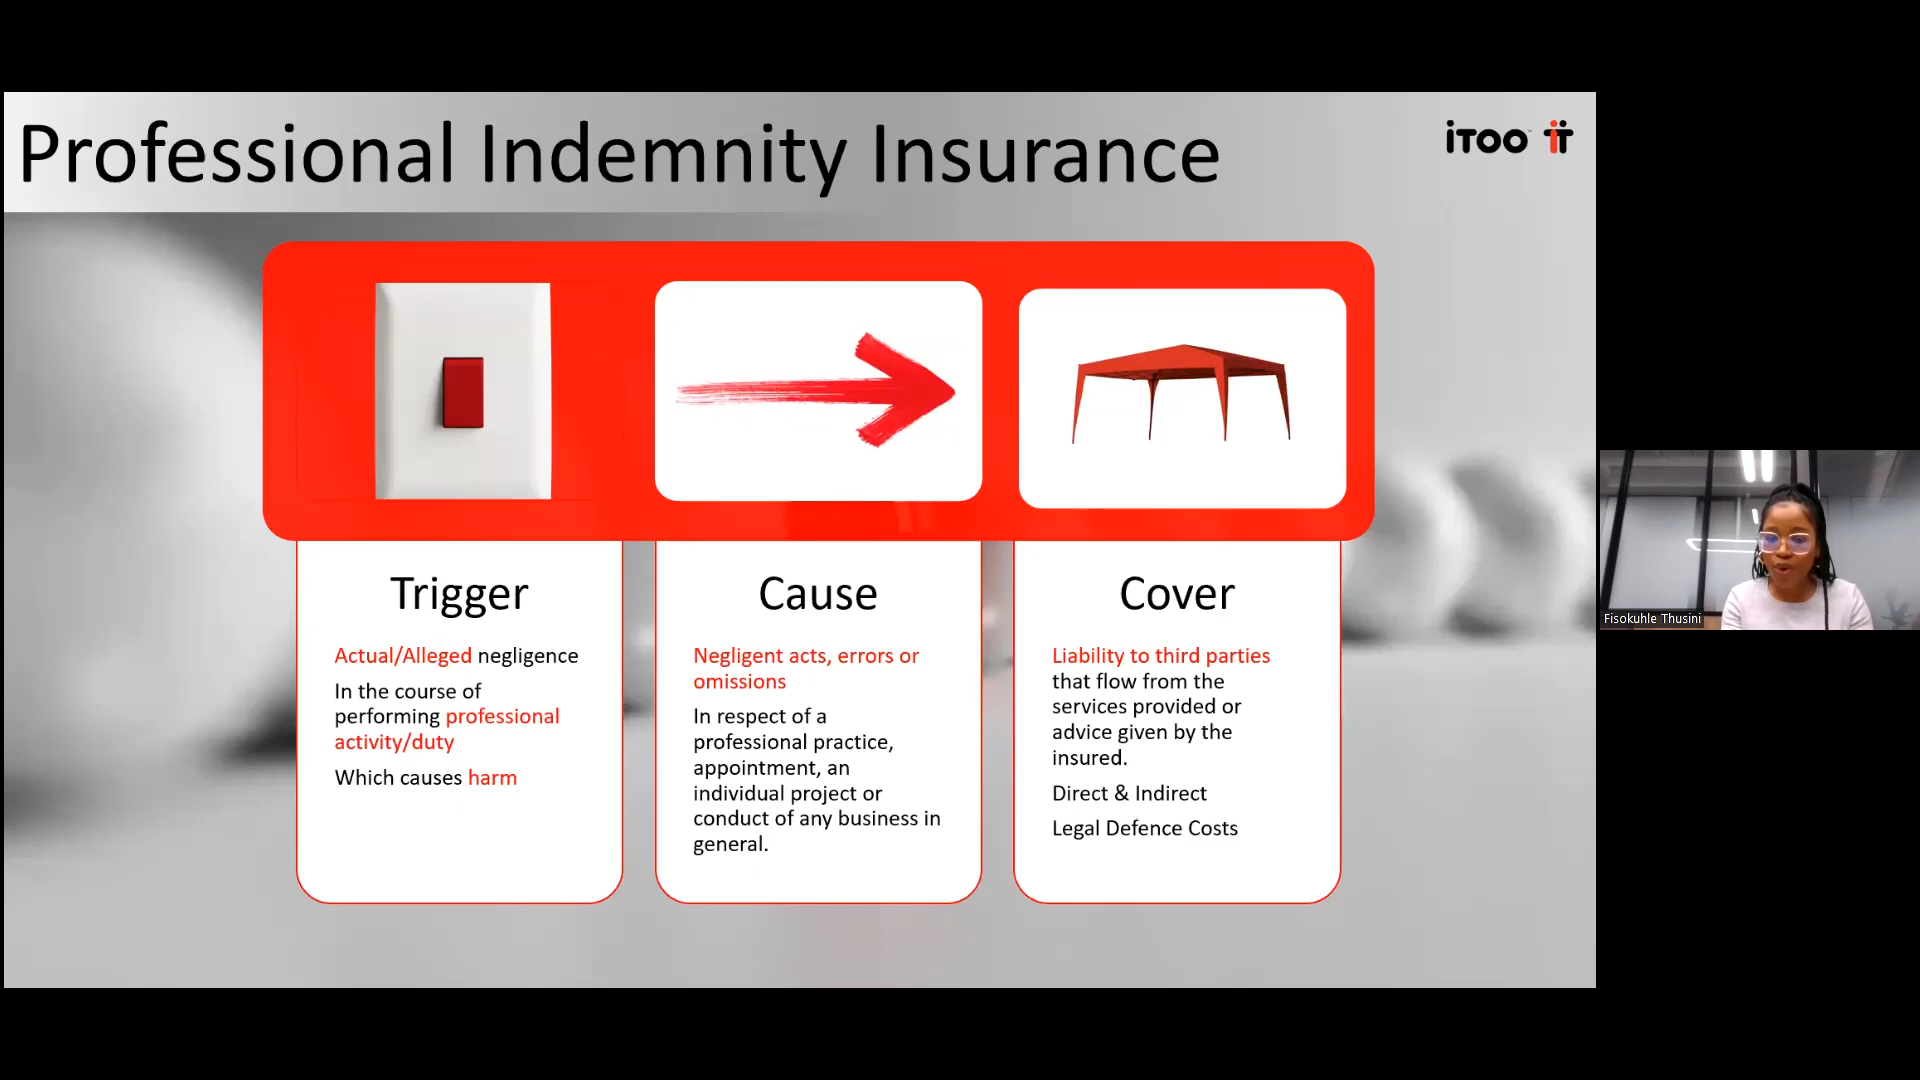 Professional Indemnity Insurance
iTOO
Trigger
Actual/Alleged negligence
In the course of
performing professional
activity/duty
Which causes harm
Cause
Negligent acts, errors or
omissions
In respect of a
professional practice,
appointment, an
individual project or
conduct of any business in
general.
Cover
Liability to third parties
that flow from the
services provided or
advice given by the
insured.
Direct & Indirect
Legal Defence Costs
Fisokuhle Thusini